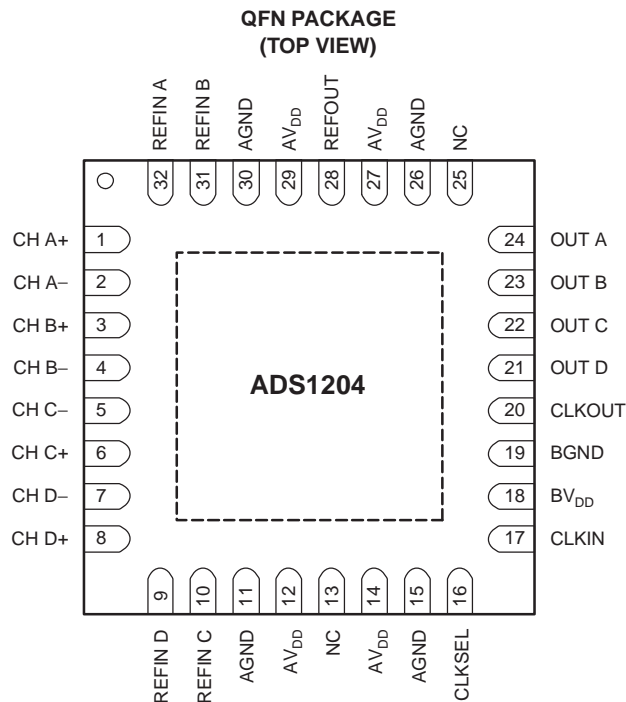 QFN PACKAGE
(TOP VIEW)
REFIN A
REFIN B
AGND
AVDD
REFOUT
AVDD
AGND
NC
32
31
30
29
28
27
26
25
CH A+ 1
CH A− 2
CH B+ 3
CH B− 4
CH C− 5
CH C+ 6
CH D− 7
CH D+ 8
ADS1204
24 OUT A
23 OUT B
22 OUT C
21 OUT D
20 CLKOUT
19 BGND
18 BVDD
17 CLKIN
9
10
11
12
13
14
15
16
REFIN D
REFIN C
AGND
AVDD
NC
AVDD
AGND
CLKSEL